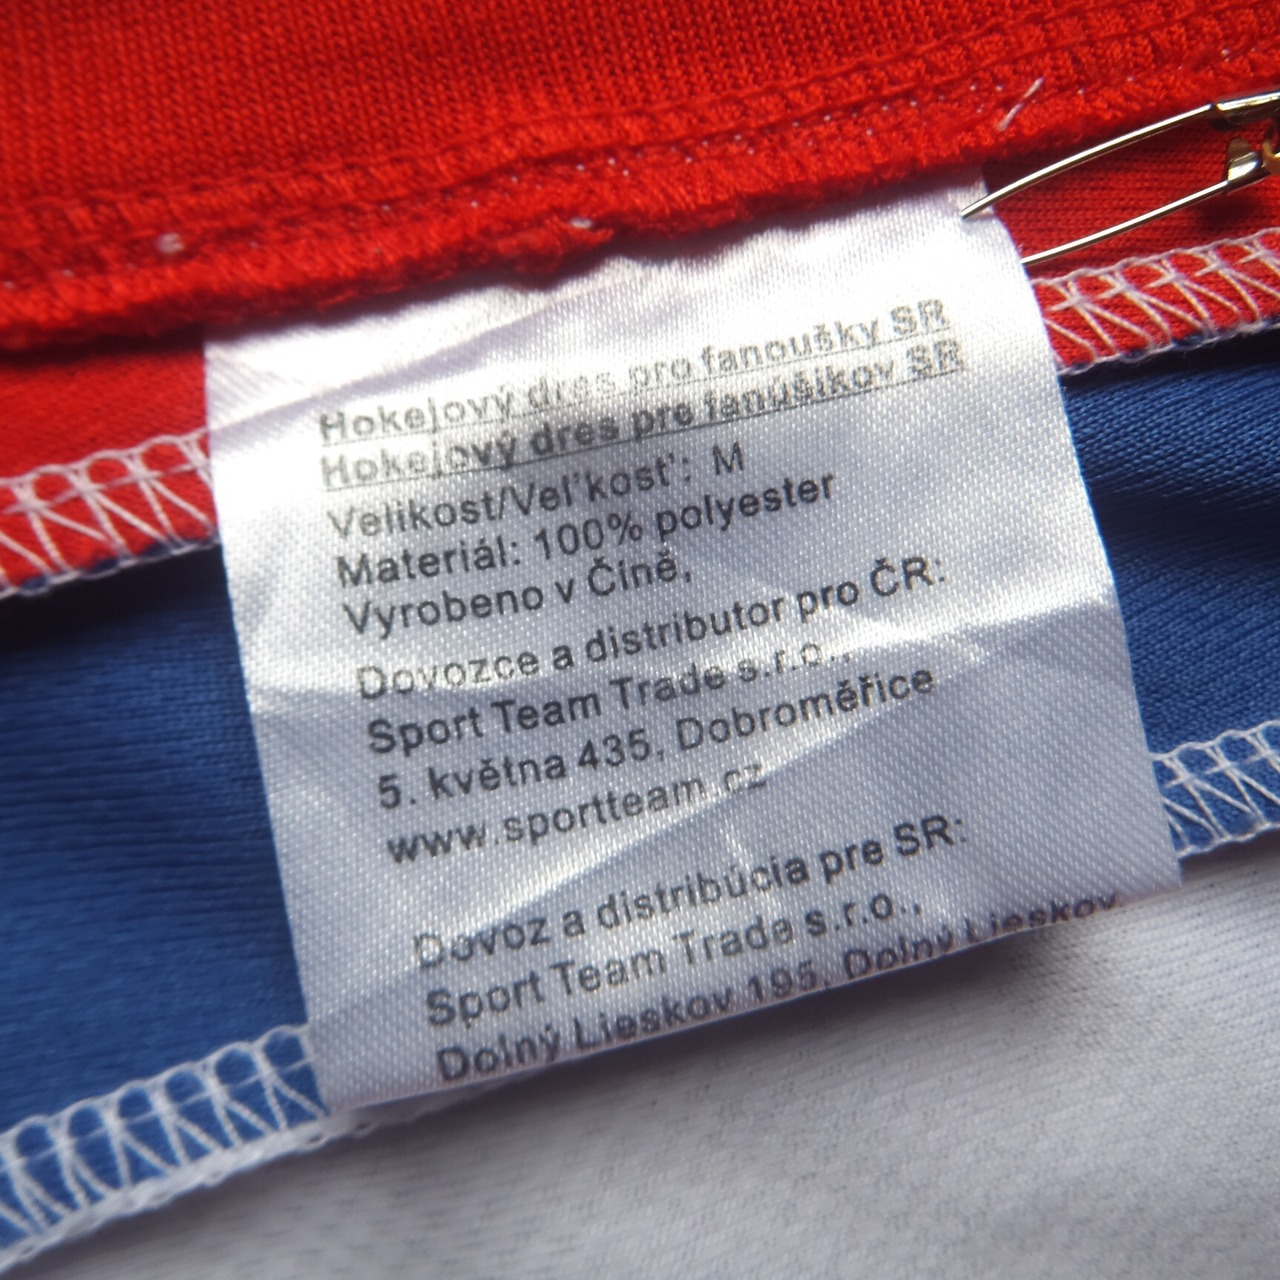 Hokejový dres pro fanoušky SR
Hokejový dres pre fanúšikov SR
Velikost/Vel'kost': M
Materiál: 100% polyester
Vyrobeno v Číně,
Dovozce a distributor pro ČR:
Sport Team Trade s.r.o.,
5. května 435, Dobroměřice
www.sportteam.cz
Dovoz a distribúcia pre SR:
Sport Team Trade s.r.o.,
Dolný Lieskov 195, Dolný Lieskov